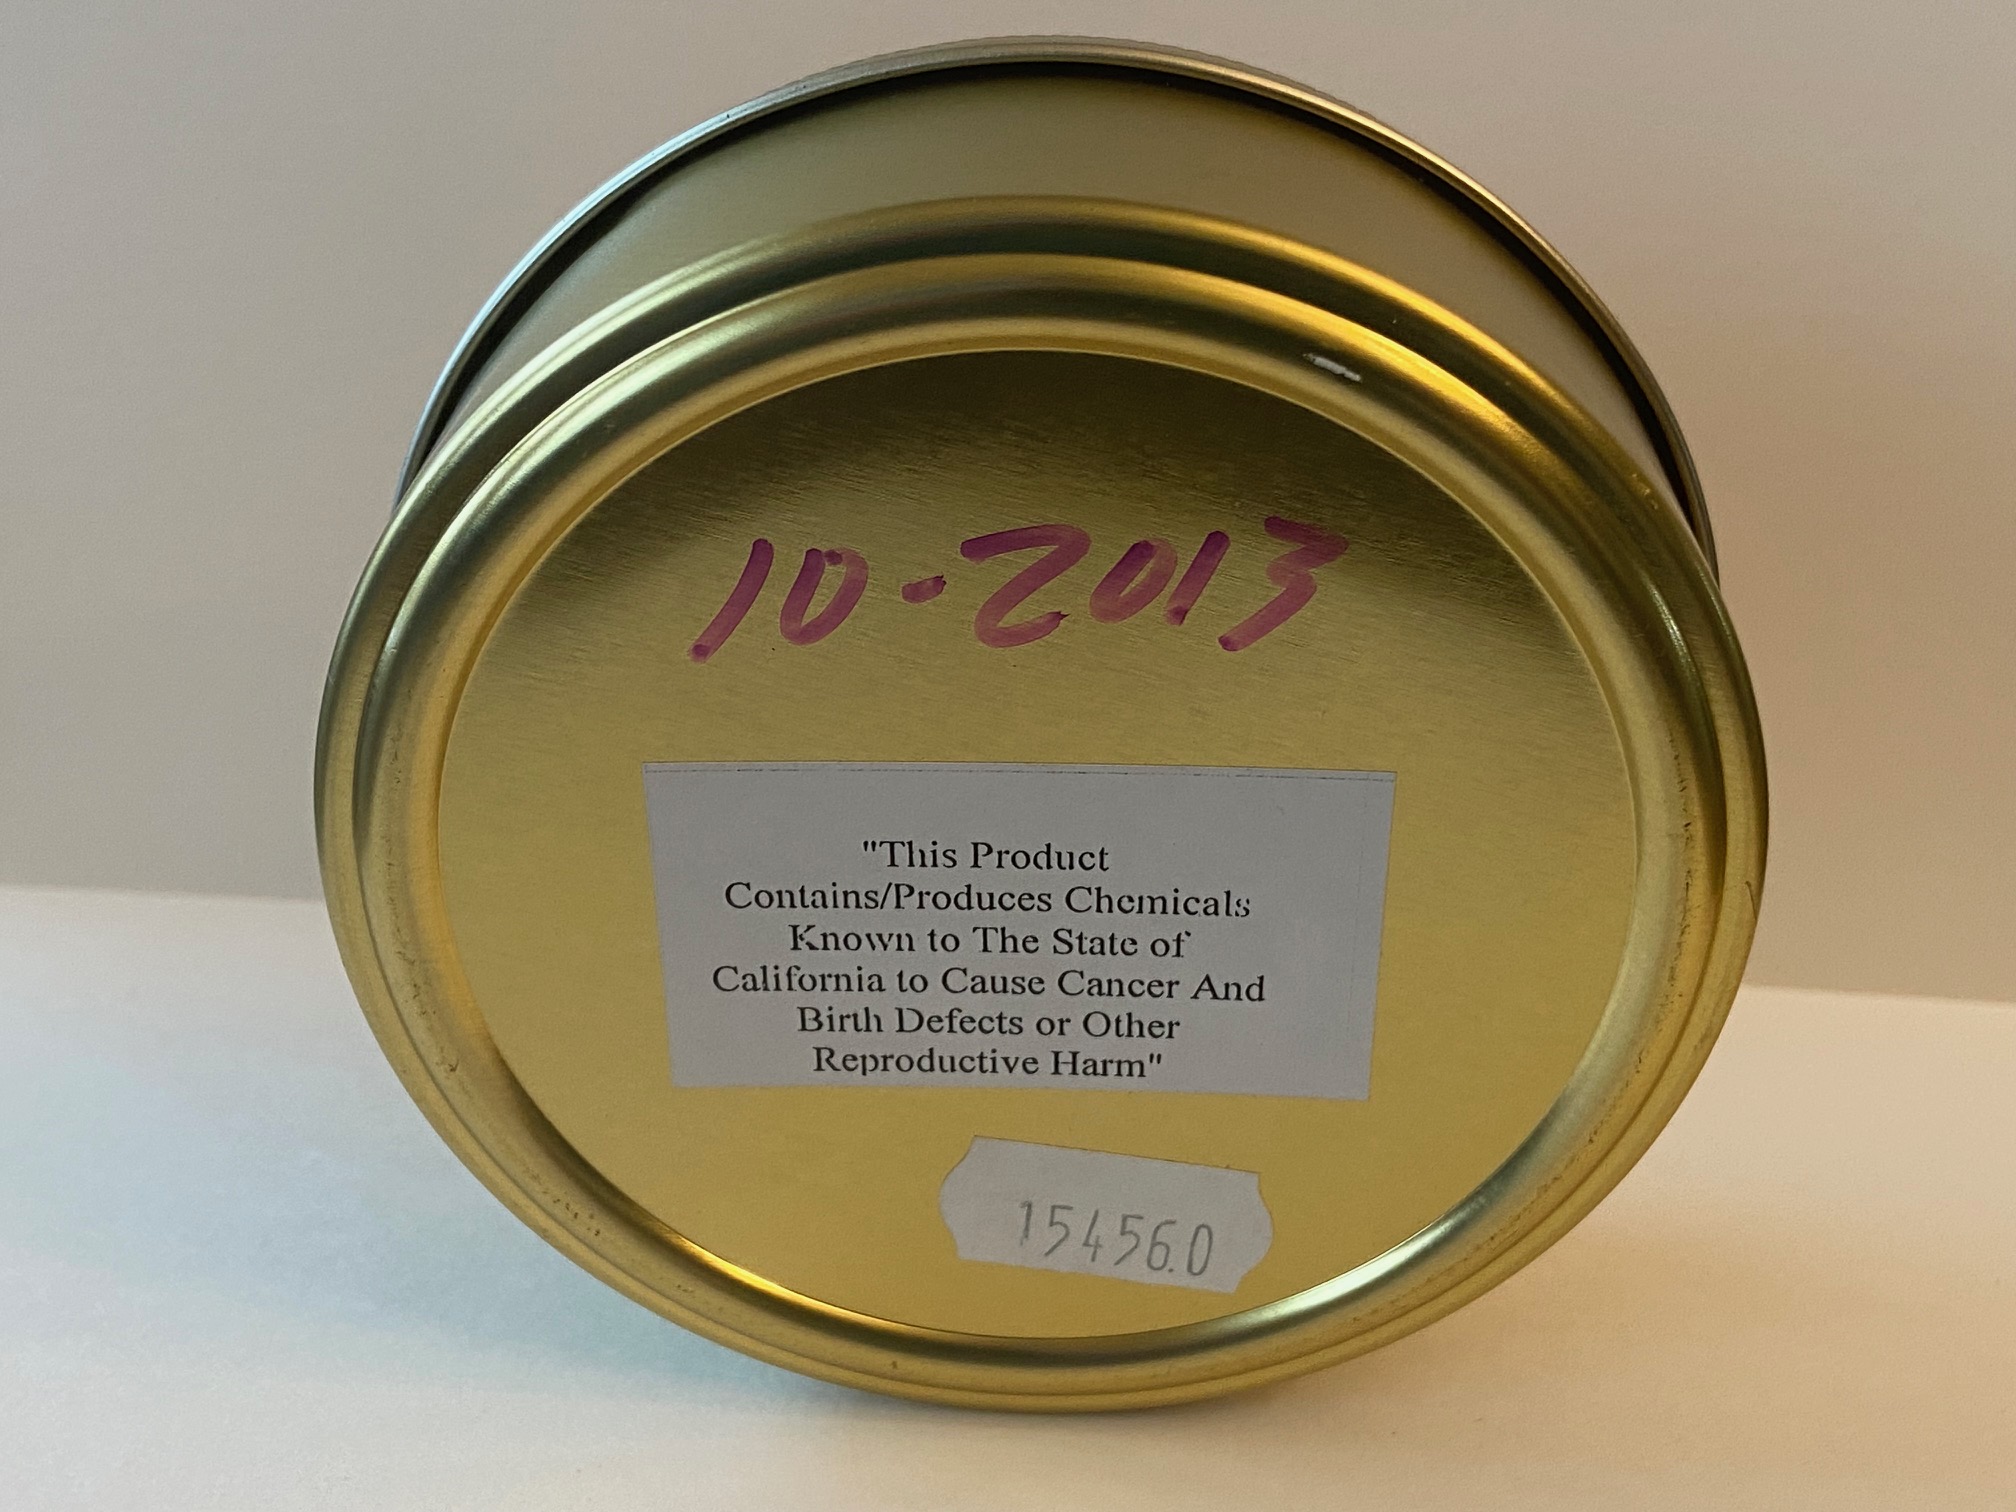 10-2013
"This Product
Contains/Produces Chemicals
Known to The State of
California to Cause Cancer And
Birth Defects or Other
Reproductive Harm"
15456.0